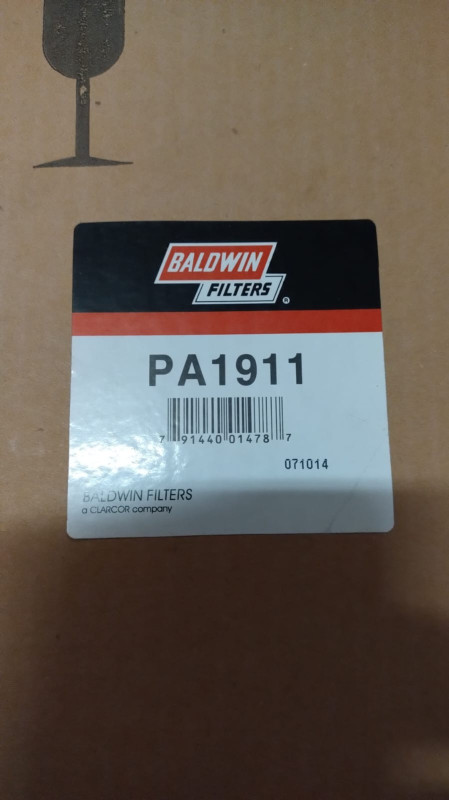 BALDWIN
FILTERS
®
PA1911
7 91440 01478 7
071014
BALDWIN FILTERS
a CLARCOR company